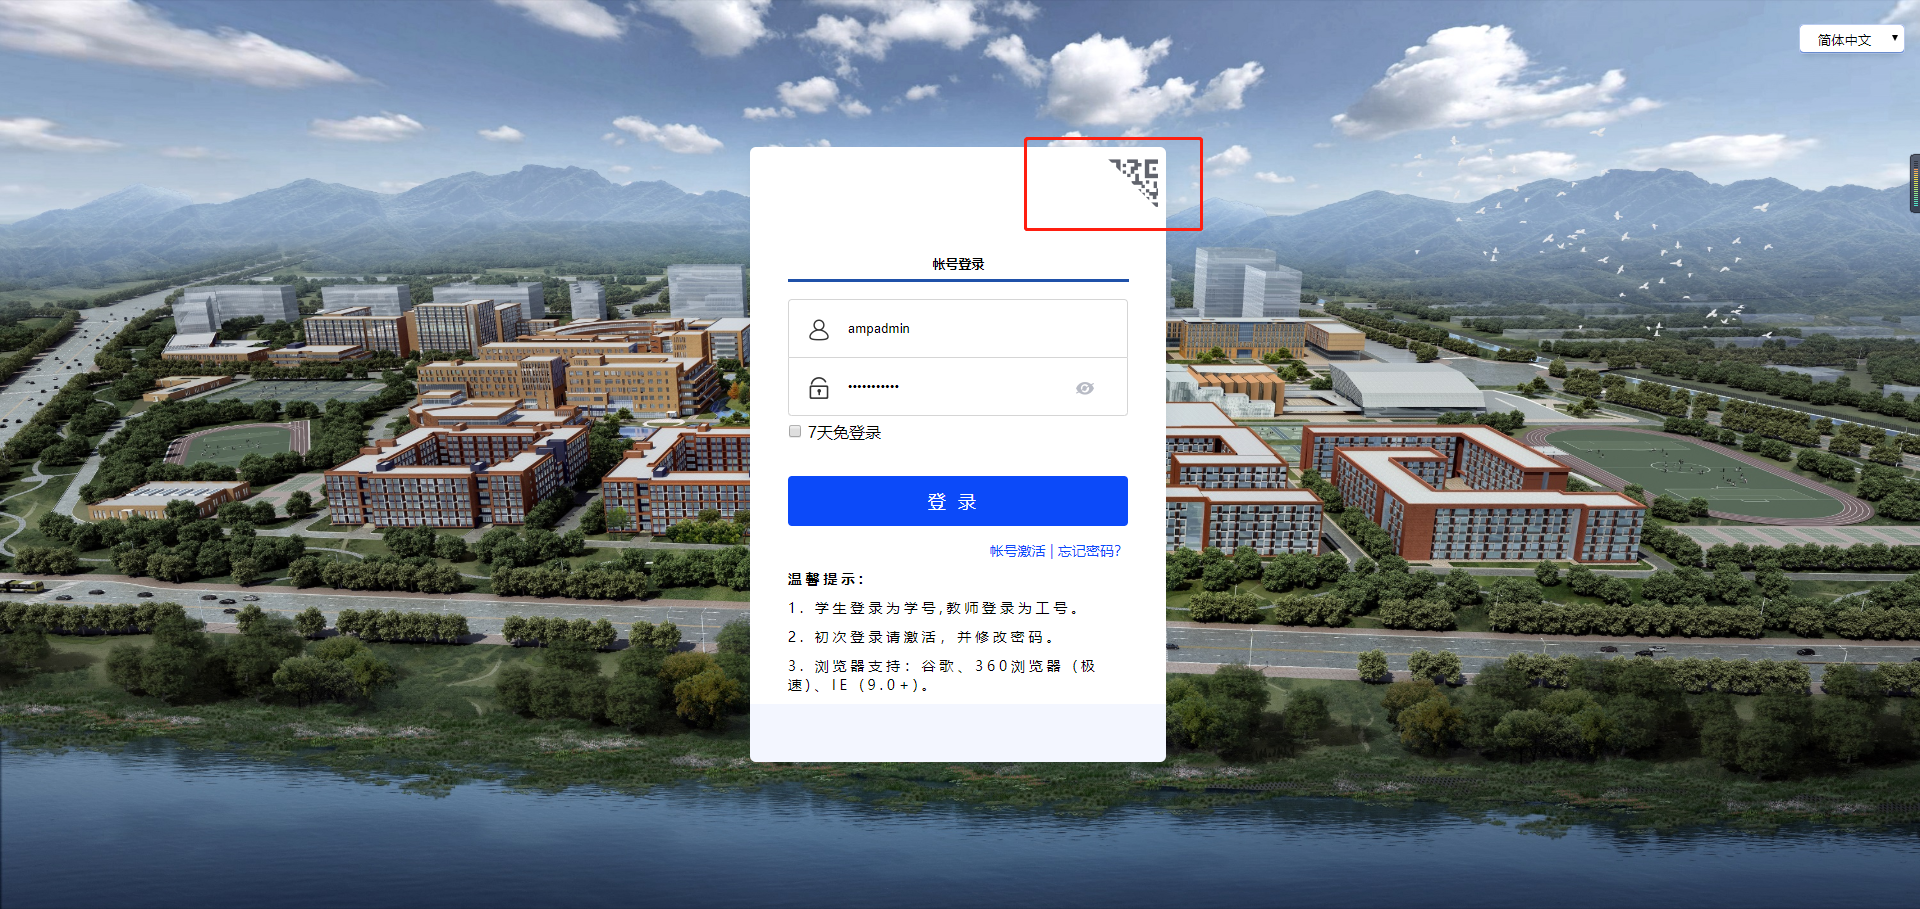 简体中文
帐号登录
ampadmin
•••••••••••
7天免登录
登 录
帐号激活 | 忘记密码?
温馨提示：
1. 学生登录为学号,教师登录为工号。
2. 初次登录请激活，并修改密码。
3. 浏览器支持：谷歌、360浏览器（极
速)、IE（9.0+)。